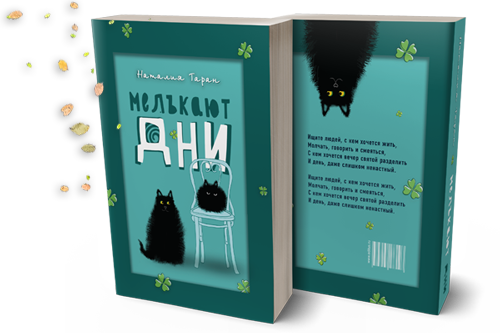 Наталия Таран
МЕЛЬКАЮТ
ДНИ
Ищите людей, с кем хочется жить,
Молчать, говорить и смеяться,
С кем хочется вечер святой разделить
И день, даже слишком ненастный.
Ищите людей, с кем хочется жить,
Молчать, говорить и смеяться,
С кем хочется вечер святой разделить
И день, даже слишком ненастный.